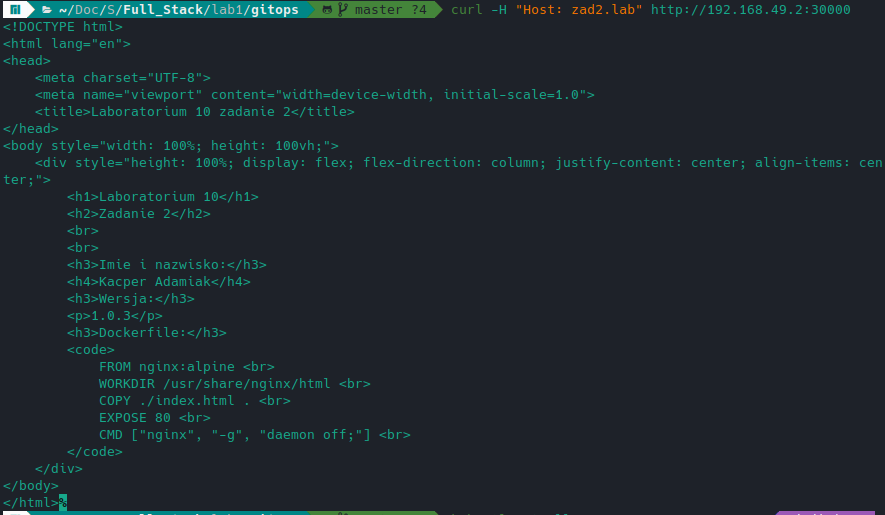 ~/Doc/S/Full_Stack/lab1/gitops master ?4 curl -H "Host: zad2.lab" http://192.168.49.2:30000
<!DOCTYPE html>
<html lang="en">
<head>
    <meta charset="UTF-8">
    <meta name="viewport" content="width=device-width, initial-scale=1.0">
    <title>Laboratorium 10 zadanie 2</title>
</head>
<body style="width: 100%; height: 100vh;">
    <div style="height: 100%; display: flex; flex-direction: column; justify-content: center; align-items: cen
ter;">
        <h1>Laboratorium 10</h1>
        <h2>Zadanie 2</h2>
        <br>
        <br>
        <h3>Imie i nazwisko:</h3>
        <h4>Kacper Adamiak</h4>
        <h3>Wersja:</h3>
        <p>1.0.3</p>
        <h3>Dockerfile:</h3>
        <code>
            FROM nginx:alpine <br>
            WORKDIR /usr/share/nginx/html <br>
            COPY ./index.html . <br>
            EXPOSE 80 <br>
            CMD ["nginx", "-g", "daemon off;"] <br>
        </code>
    </div>
</body>
</html>%